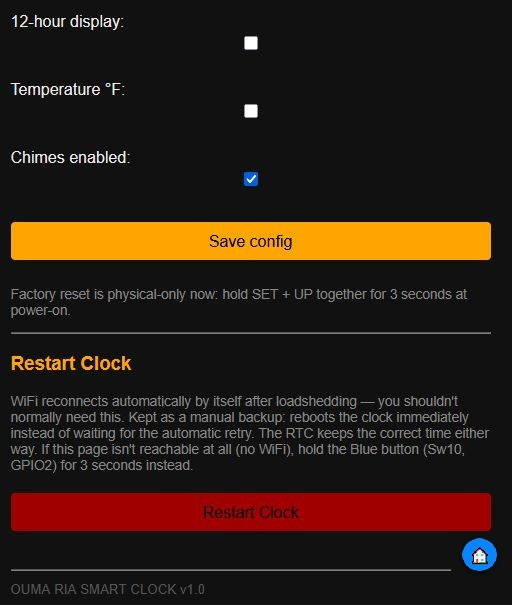 12-hour display:
Temperature °F:
Chimes enabled:
Save config
Factory reset is physical-only now: hold SET + UP together for 3 seconds at
power-on.
Restart Clock
WiFi reconnects automatically by itself after loadshedding — you shouldn't
normally need this. Kept as a manual backup: reboots the clock immediately
instead of waiting for the automatic retry. The RTC keeps the correct time either
way. If this page isn't reachable at all (no WiFi), hold the Blue button (Sw10,
GPIO2) for 3 seconds instead.
Restart Clock
OUMA RIA SMART CLOCK v1.0